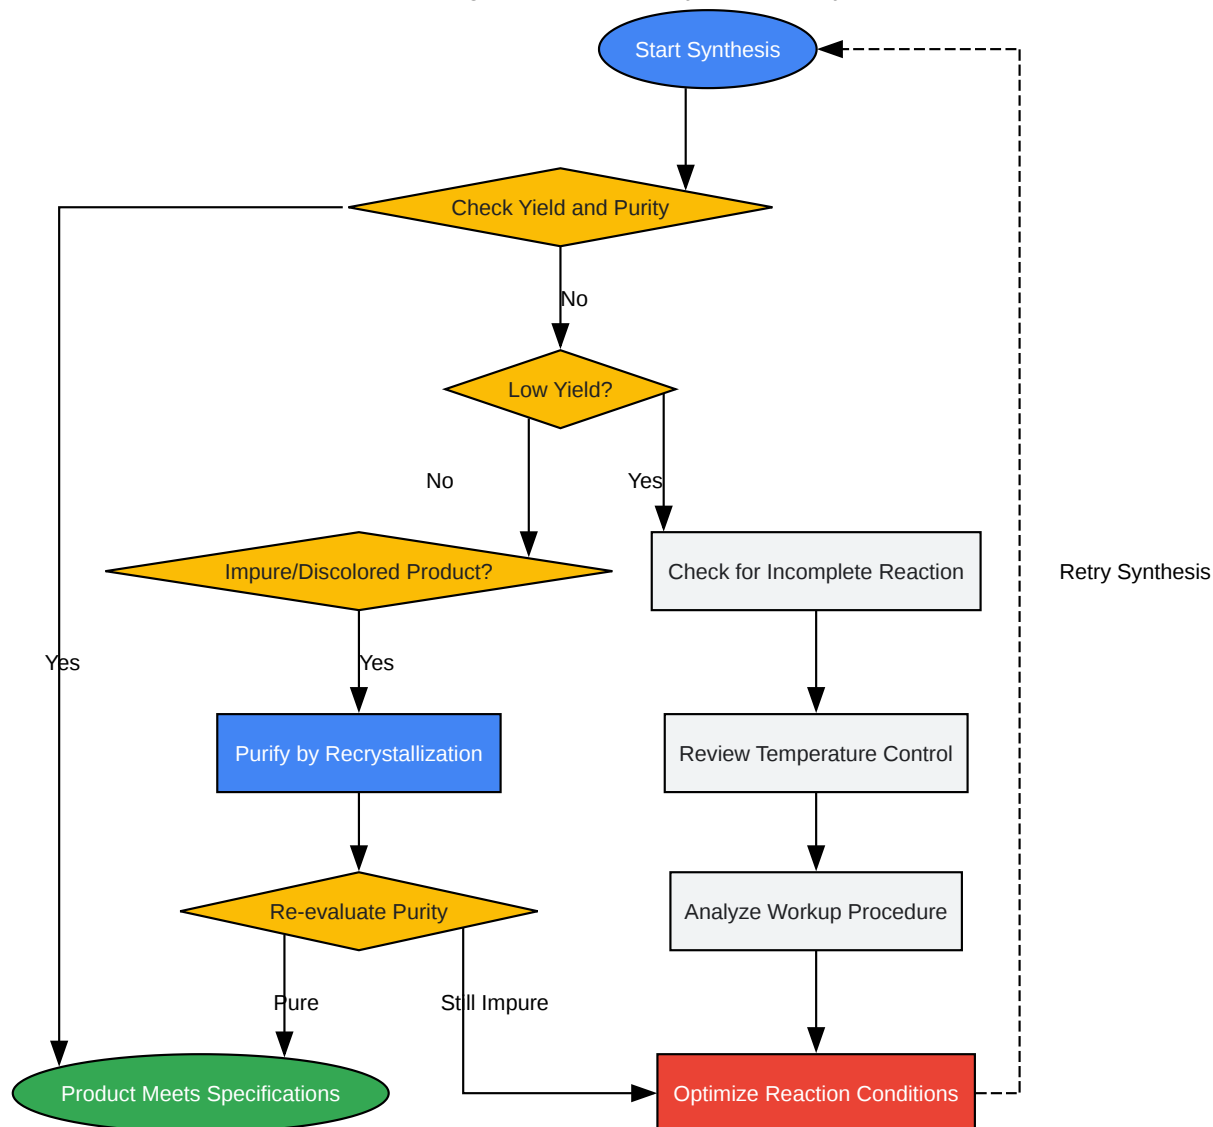 Start Synthesis
Check Yield and Purity
No
Low Yield?
No
Yes
Impure/Discolored Product?
Check for Incomplete Reaction
Retry Synthesis
Yes
Yes
Purify by Recrystallization
Review Temperature Control
Re-evaluate Purity
Analyze Workup Procedure
Pure
Still Impure
Product Meets Specifications
Optimize Reaction Conditions